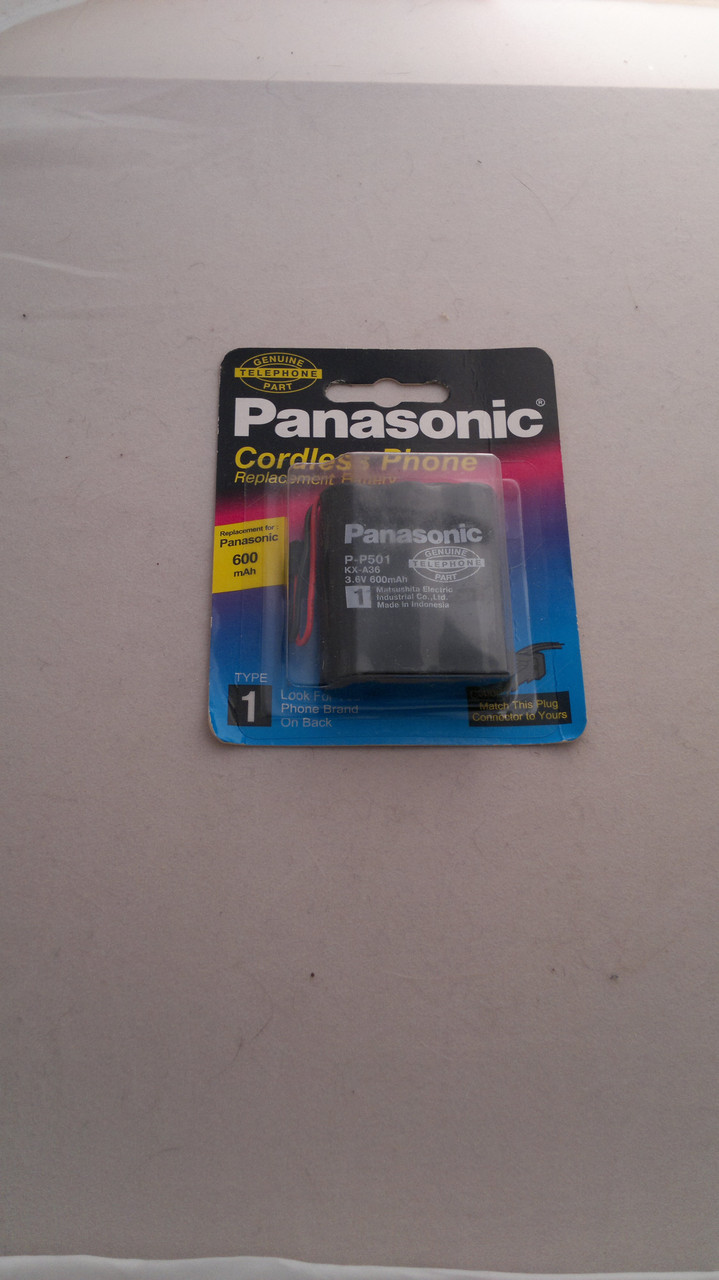 GENUINE
TELEPHONE
PART
Panasonic®
Cordless Phone
Replacement Battery
Replacement for:
Panasonic
600
mAh
Panasonic®
P-P501
KX-A36
3.6V 600mAh
GENUINE
TELEPHONE
PART
1
Matsushita Electric
Industrial Co.,Ltd.
Made in Indonesia
TYPE
1
Look For
Phone Brand
On Back
Match This Plug
Connector to Yours